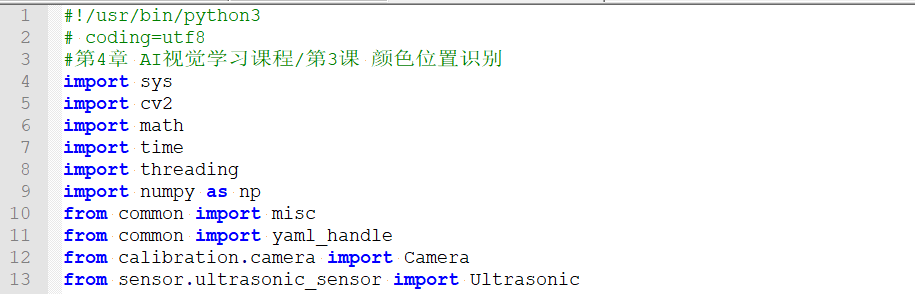 1 #!/usr/bin/python3
2 # coding=utf8
3 #第4章 AI视觉学习课程/第3课 颜色位置识别
4 import sys
5 import cv2
6 import math
7 import time
8 import threading
9 import numpy as np
10 from common import misc
11 from common import yaml_handle
12 from calibration.camera import Camera
13 from sensor.ultrasonic_sensor import Ultrasonic